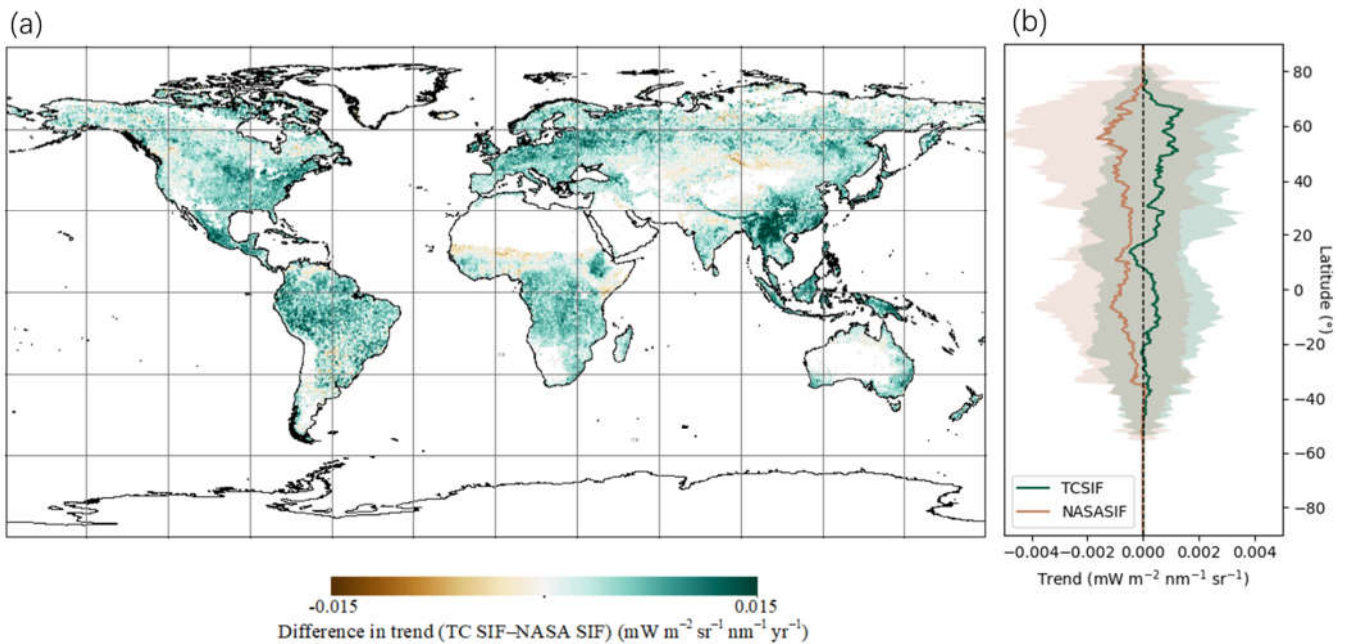 (a)
(b)
80
60
40
20
0
−20
−40
−60
−80
Latitude (°)
TCSIF
NASASIF
−0.004 −0.002 0.000 0.002 0.004
Trend (mW m⁻² nm⁻¹ sr⁻¹)
-0.015 0.015
Difference in trend (TC SIF–NASA SIF) (mW m⁻² sr⁻¹ nm⁻¹ yr⁻¹)